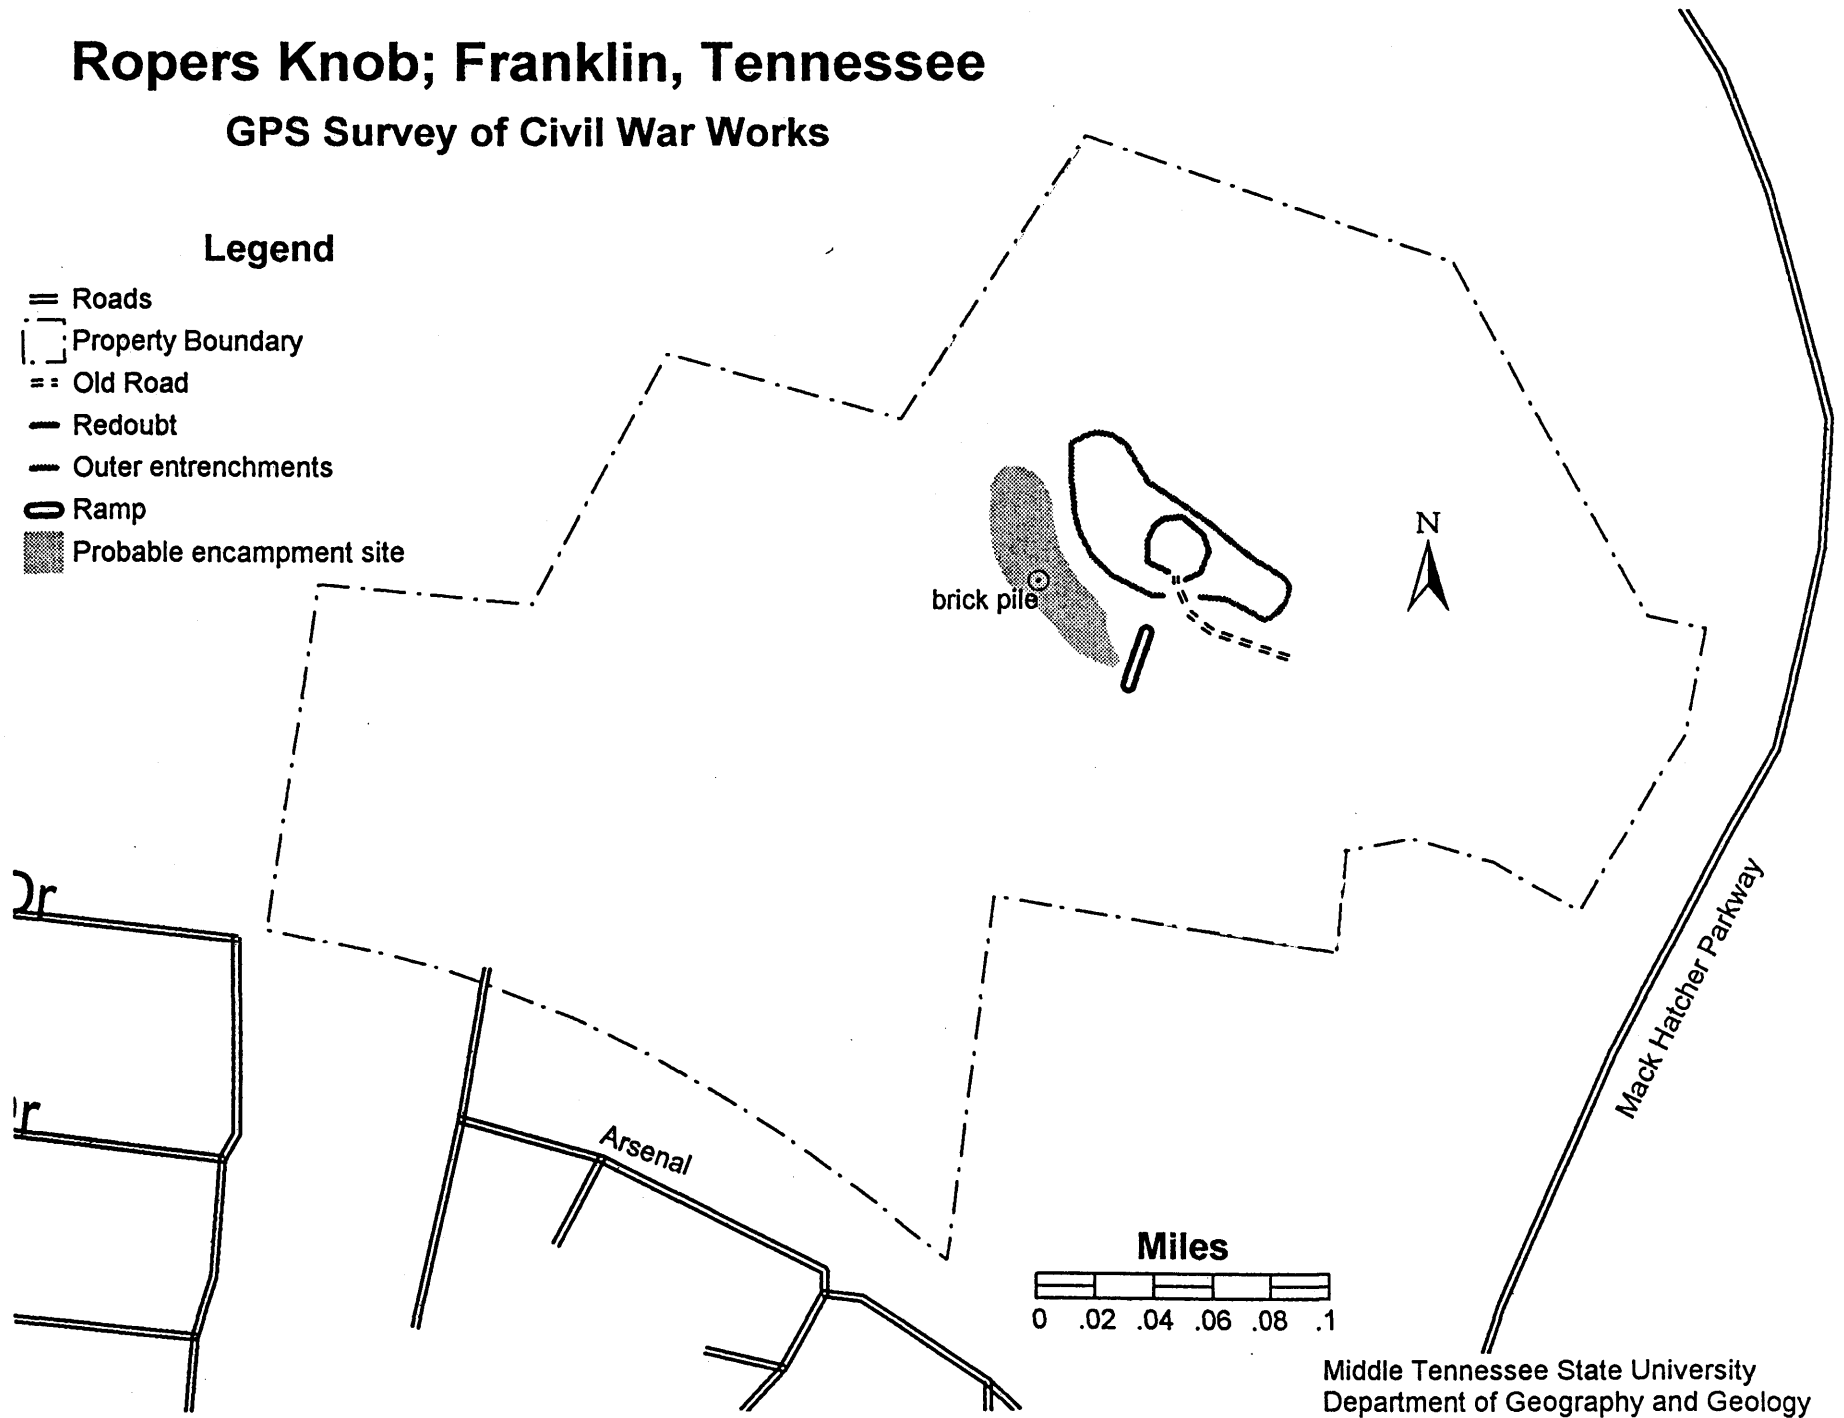 Ropers Knob; Franklin, Tennessee
GPS Survey of Civil War Works
Legend
Roads
Property Boundary
Old Road
Redoubt
Outer entrenchments
Ramp
Probable encampment site
N
brick pile
Dr
Arsenal
Mack Hatcher Parkway
Miles
0 .02 .04 .06 .08 .1
Middle Tennessee State University
Department of Geography and Geology